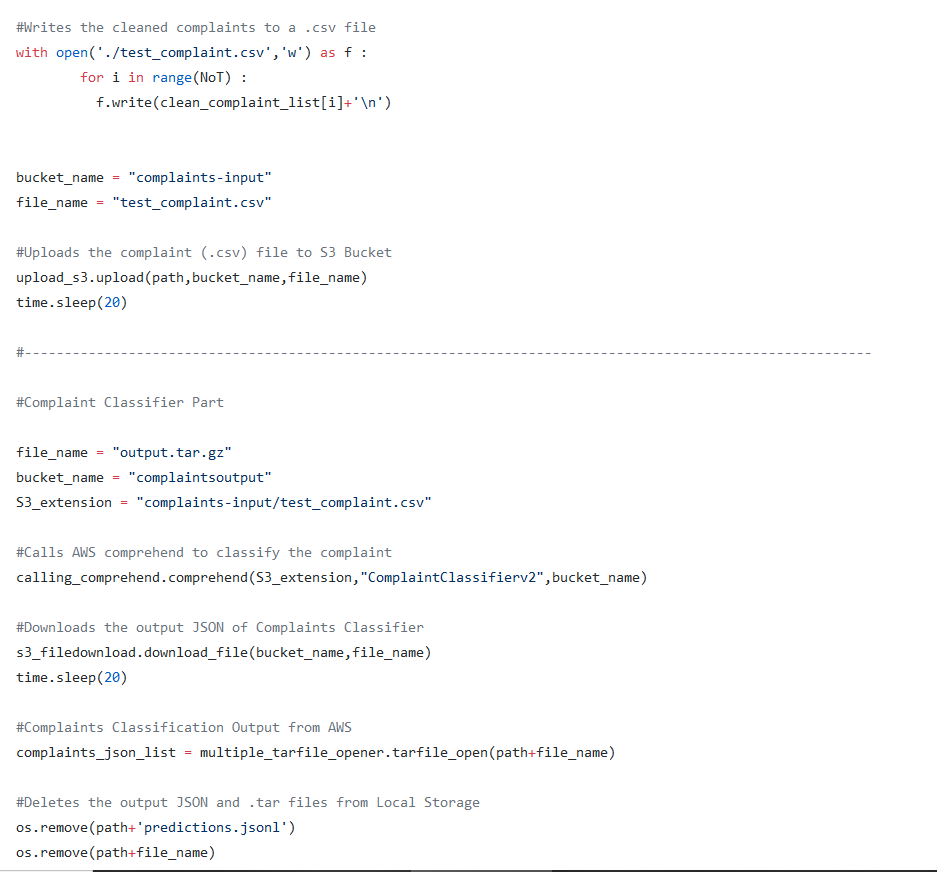 #Writes the cleaned complaints to a .csv file
with open('./test_complaint.csv','w') as f :
        for i in range(NoT) :
          f.write(clean_complaint_list[i]+'\n')
bucket_name = "complaints-input"
file_name = "test_complaint.csv"
#Uploads the complaint (.csv) file to S3 Bucket
upload_s3.upload(path,bucket_name,file_name)
time.sleep(20)
#----------------------------------------------------------------------------------------------------------
#Complaint Classifier Part
file_name = "output.tar.gz"
bucket_name = "complaintsoutput"
S3_extension = "complaints-input/test_complaint.csv"
#Calls AWS comprehend to classify the complaint
calling_comprehend.comprehend(S3_extension,"ComplaintClassifierv2",bucket_name)
#Downloads the output JSON of Complaints Classifier
s3_filedownload.download_file(bucket_name,file_name)
time.sleep(20)
#Complaints Classification Output from AWS
complaints_json_list = multiple_tarfile_opener.tarfile_open(path+file_name)
#Deletes the output JSON and .tar files from Local Storage
os.remove(path+'predictions.jsonl')
os.remove(path+file_name)